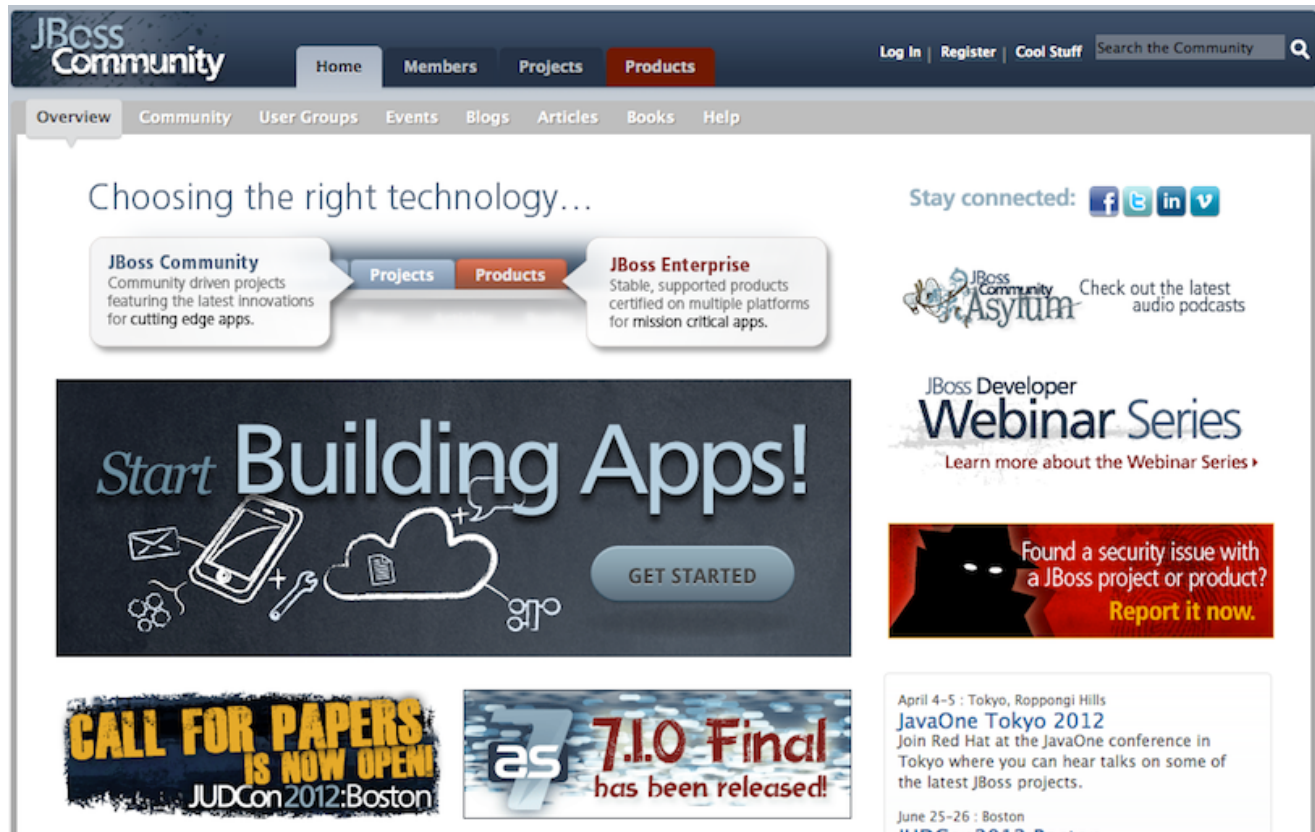 JBoss
Community
Home
Members
Projects
Products
Log In | Register | Cool Stuff
Search the Community
Overview
Community
User Groups
Events
Blogs
Articles
Books
Help
Choosing the right technology...
JBoss Community
Community driven projects
featuring the latest innovations
for cutting edge apps.
Projects
Products
JBoss Enterprise
Stable, supported products
certified on multiple platforms
for mission critical apps.
Stay connected:
f
t
in
v
JBoss
Community
Asylum
Check out the latest
audio podcasts
Start Building Apps!
GET STARTED
JBoss Developer
Webinar Series
Learn more about the Webinar Series
Found a security issue with
a JBoss project or product?
Report it now.
CALL FOR PAPERS
IS NOW OPEN!
JUDCon2012:Boston
as
7
7.1.0 Final
has been released!
April 4-5 : Tokyo, Roppongi Hills
JavaOne Tokyo 2012
Join Red Hat at the JavaOne conference in
Tokyo where you can hear talks on some of
the latest JBoss projects.
June 25-26 : Boston
JUDCon 2012 Boston